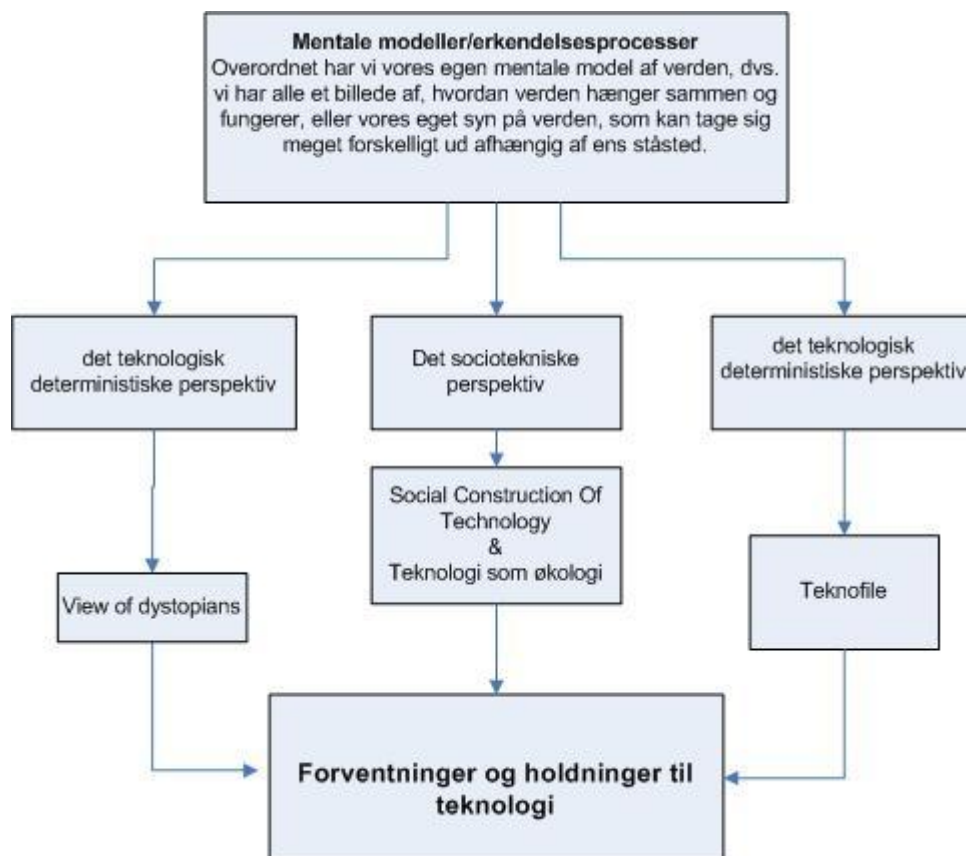 Mentale modeller/erkendelsesprocesser
Overordnet har vi vores egen mentale model af verden, dvs.
vi har alle et billede af, hvordan verden hænger sammen og
fungerer, eller vores eget syn på verden, som kan tage sig
meget forskelligt ud afhængig af ens ståsted.
det teknologisk
deterministiske perspektiv
Det sociotekniske
perspektiv
det teknologisk
deterministiske perspektiv
Social Construction Of
Technology
&
Teknologi som økologi
View of dystopians
Teknofile
Forventninger og holdninger til
teknologi